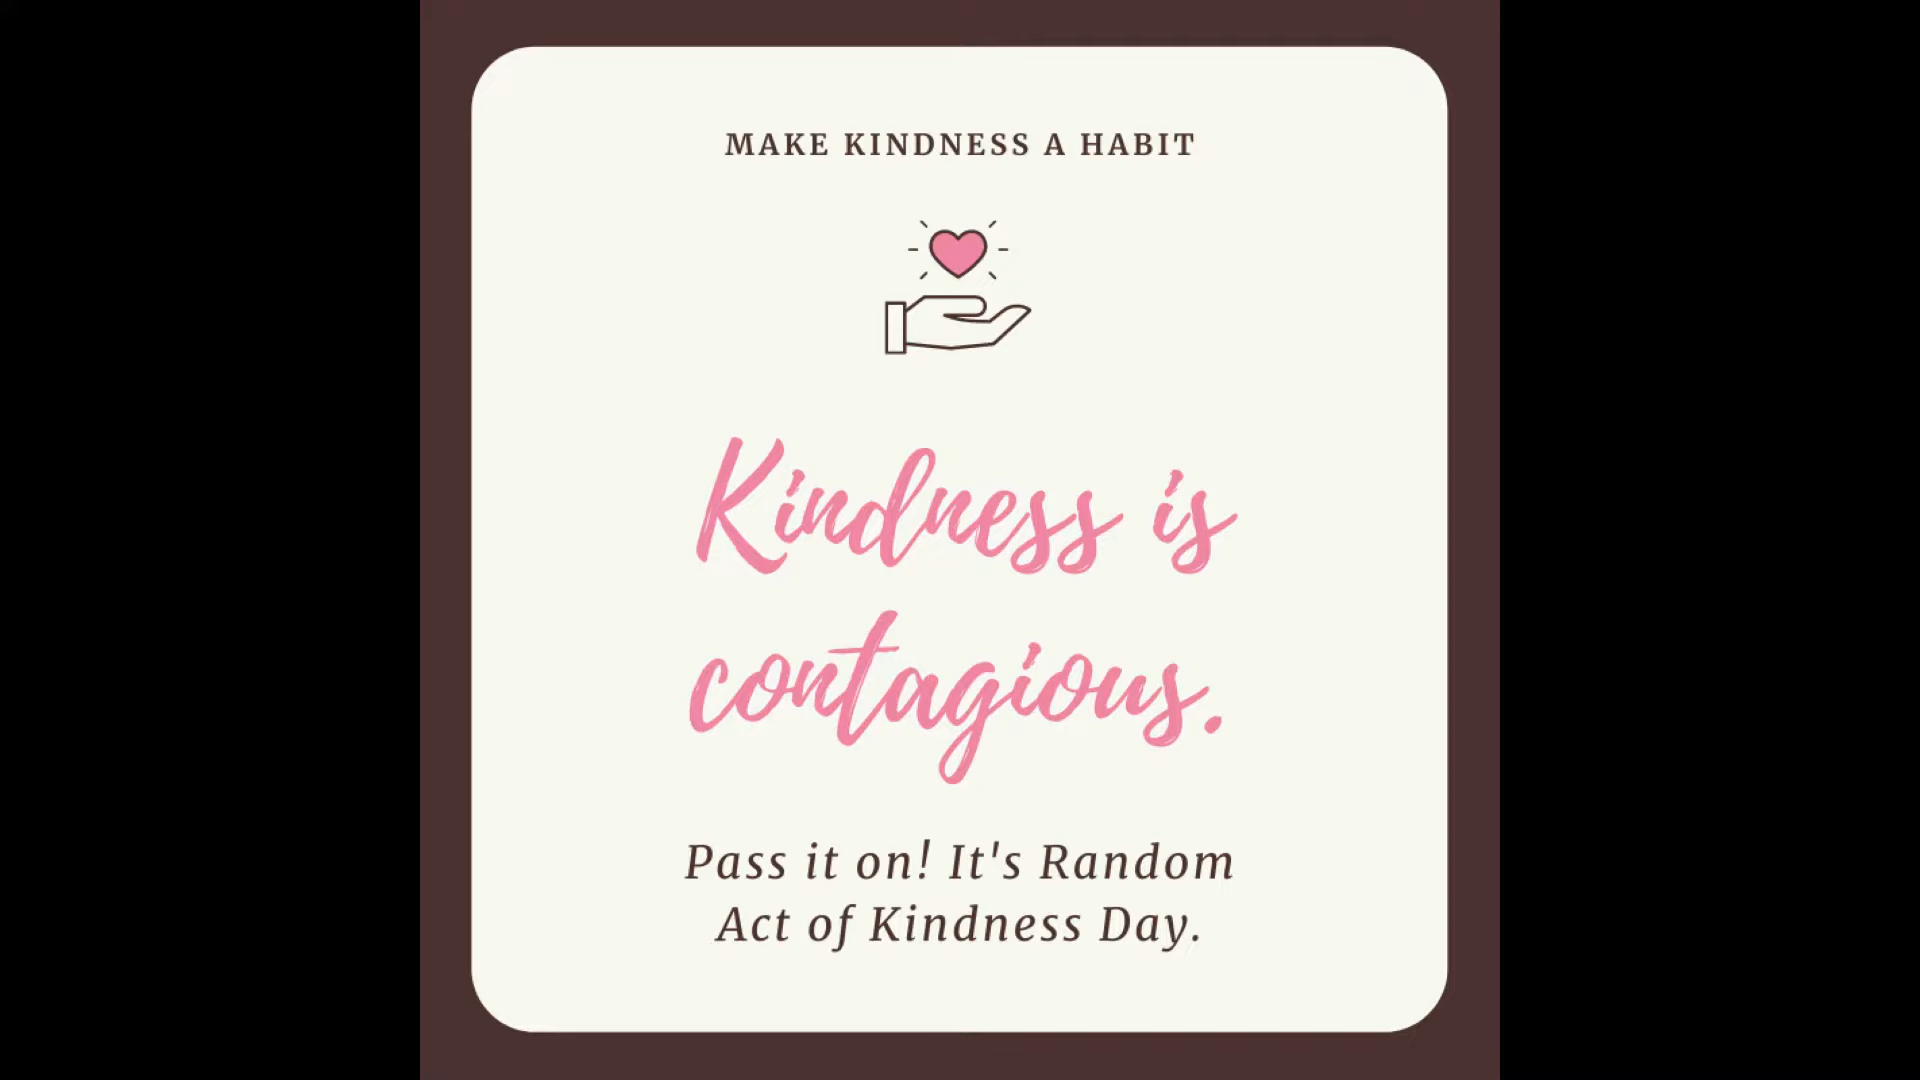 MAKE KINDNESS A HABIT
Kindness is
contagious.
Pass it on! It's Random
Act of Kindness Day.